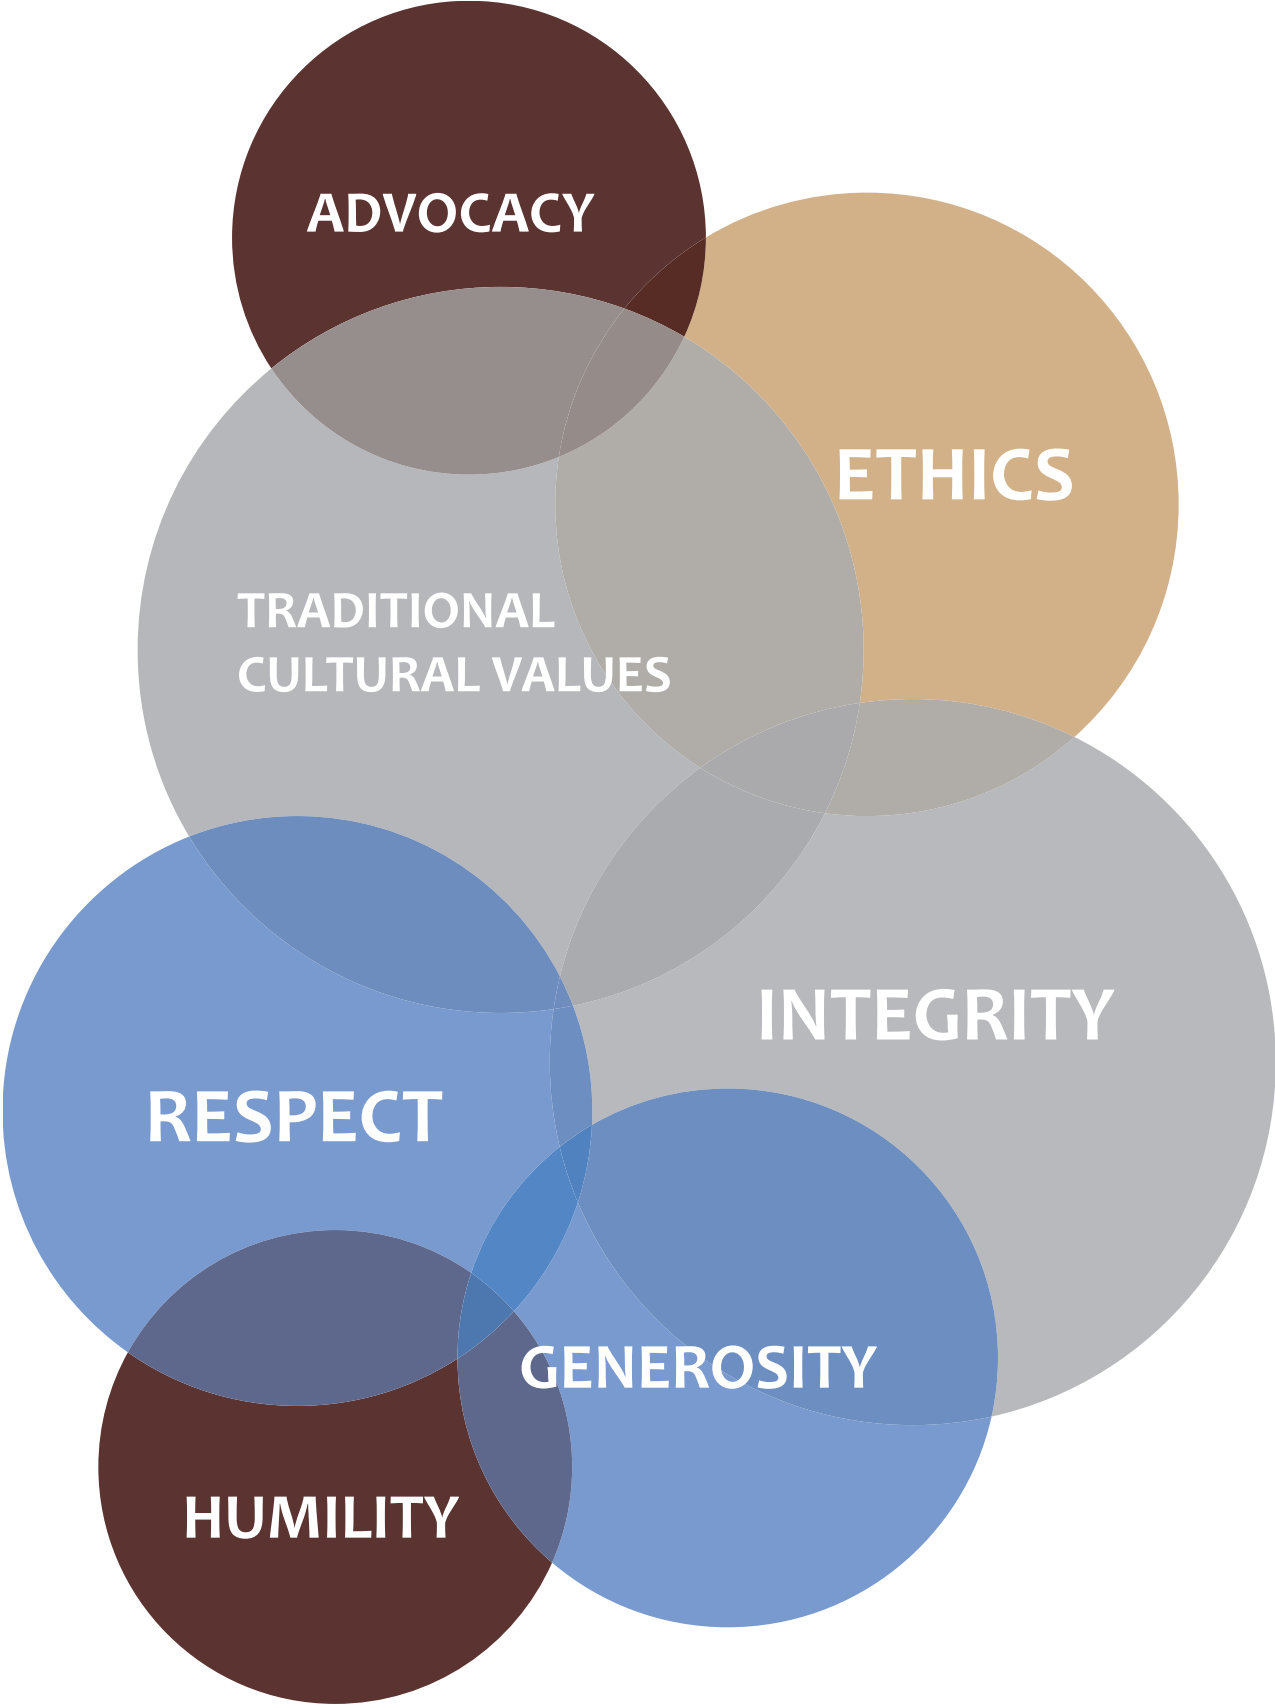 ADVOCACY
ETHICS
TRADITIONAL
CULTURAL VALUES
INTEGRITY
RESPECT
GENEROSITY
HUMILITY